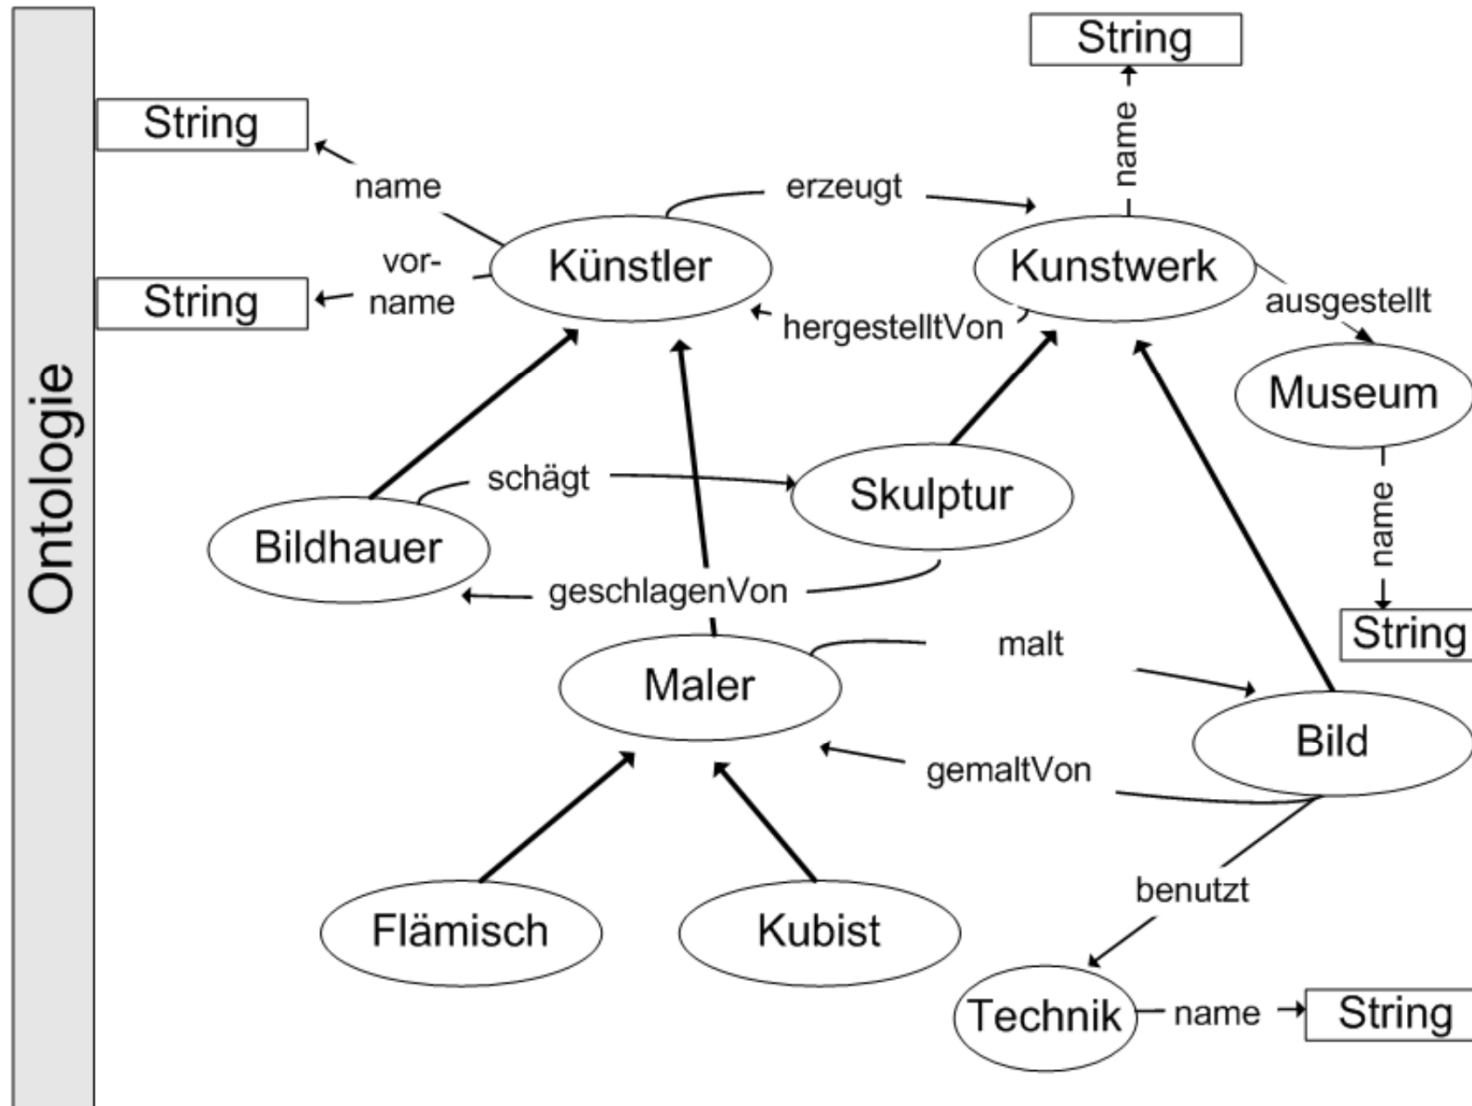 Ontologie
String
String
name
name
String
erzeugt
Künstler
Kunstwerk
vor-
name
String
ausgestellt
hergestelltVon
Museum
schägt
Skulptur
name
Bildhauer
geschlagenVon
String
malt
Maler
Bild
gemaltVon
benutzt
Flämisch
Kubist
Technik
name
String